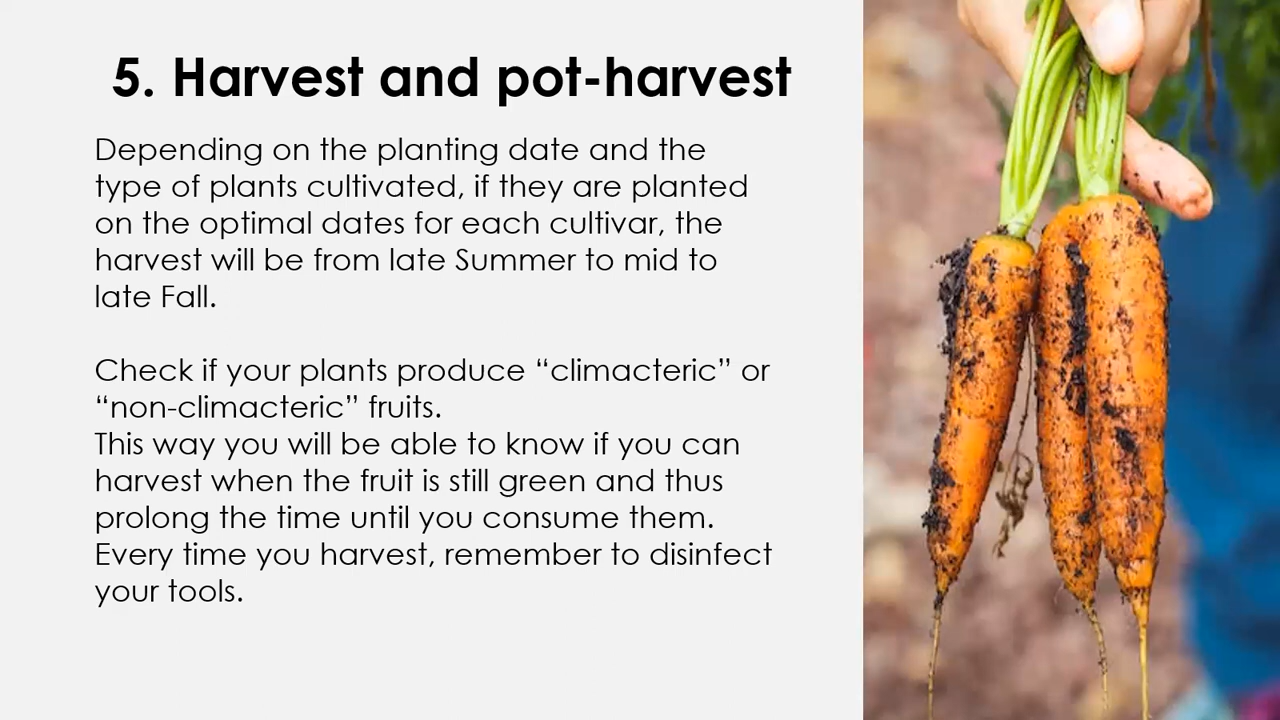 5. Harvest and pot-harvest
Depending on the planting date and the
type of plants cultivated, if they are planted
on the optimal dates for each cultivar, the
harvest will be from late Summer to mid to
late Fall.
Check if your plants produce “climacteric” or
“non-climacteric” fruits.
This way you will be able to know if you can
harvest when the fruit is still green and thus
prolong the time until you consume them.
Every time you harvest, remember to disinfect
your tools.